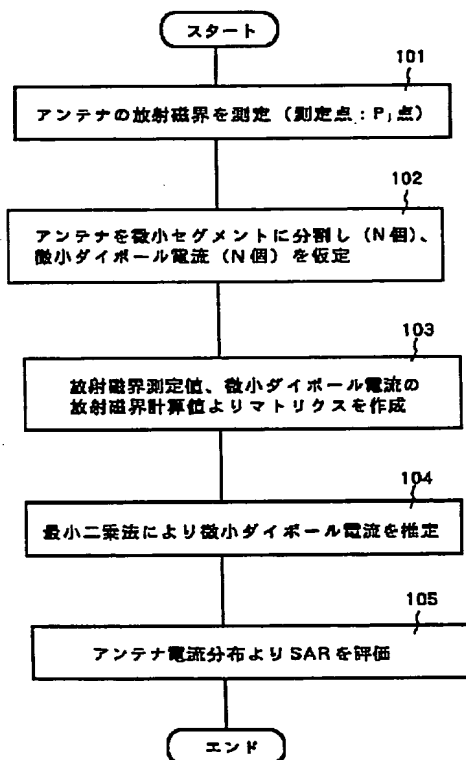 スタート
101
アンテナの放射磁界を測定（測定点：Pj点）
102
アンテナを微小セグメントに分割し（N個）、
微小ダイポール電流（N個）を仮定
103
放射磁界測定値、微小ダイポール電流の
放射磁界計算値よりマトリクスを作成
104
最小二乗法により微小ダイポール電流を推定
105
アンテナ電流分布よりSARを評価
エンド